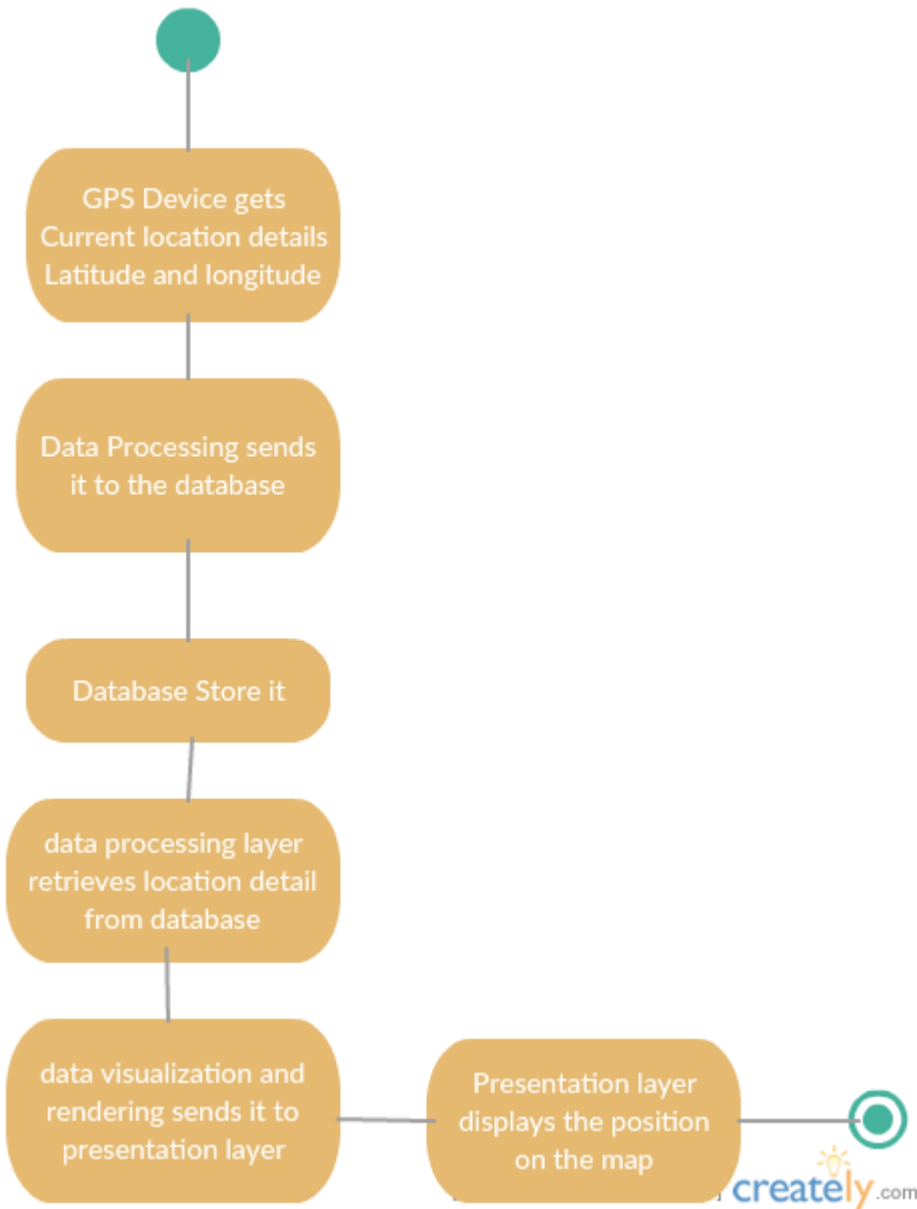 GPS Device gets
Current location details
Latitude and longitude
Data Processing sends
it to the database
Database Store it
data processing layer
retrieves location detail
from database
data visualization and
rendering sends it to
presentation layer
Presentation layer
displays the position
on the map
creately.com